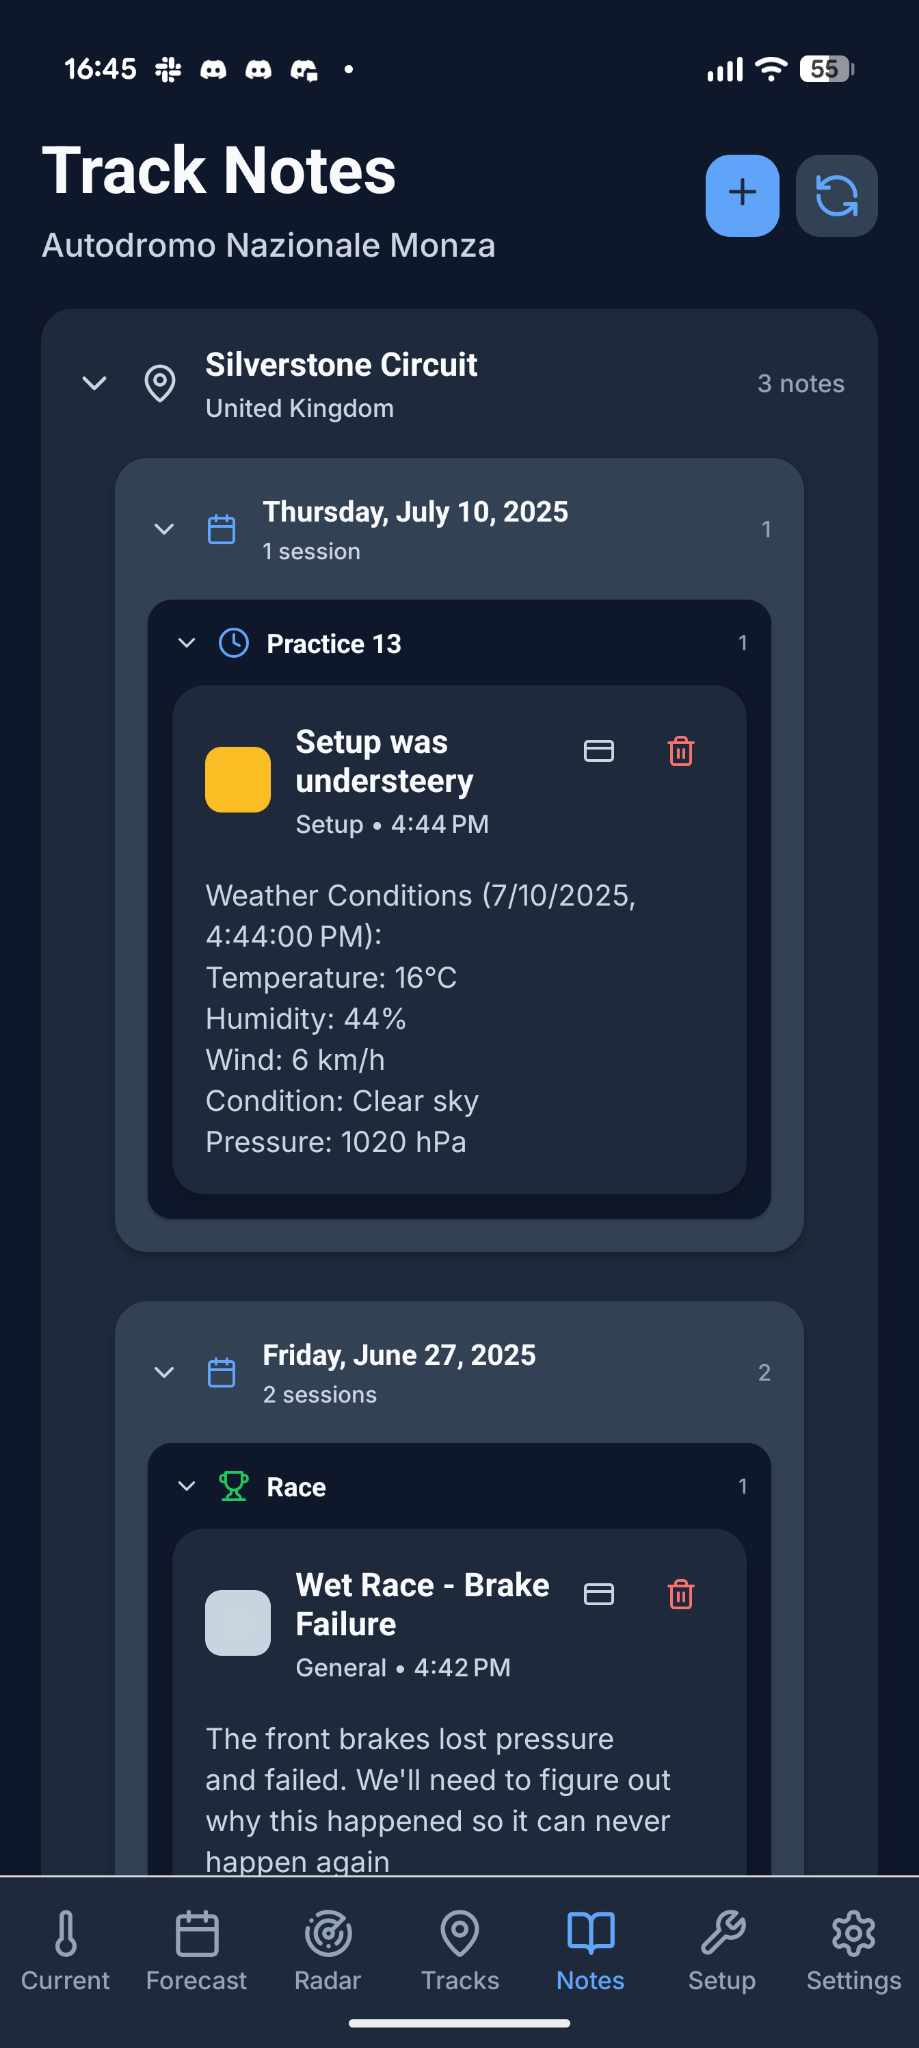 16:45
55
Track Notes
Autodromo Nazionale Monza
Silverstone Circuit
United Kingdom
3 notes
Thursday, July 10, 2025
1 session
1
Practice 13
1
Setup was
understeery
Setup • 4:44 PM
Weather Conditions (7/10/2025,
4:44:00 PM):
Temperature: 16°C
Humidity: 44%
Wind: 6 km/h
Condition: Clear sky
Pressure: 1020 hPa
Friday, June 27, 2025
2 sessions
2
Race
1
Wet Race - Brake
Failure
General • 4:42 PM
The front brakes lost pressure
and failed. We'll need to figure out
why this happened so it can never
happen again
Current
Forecast
Radar
Tracks
Notes
Setup
Settings